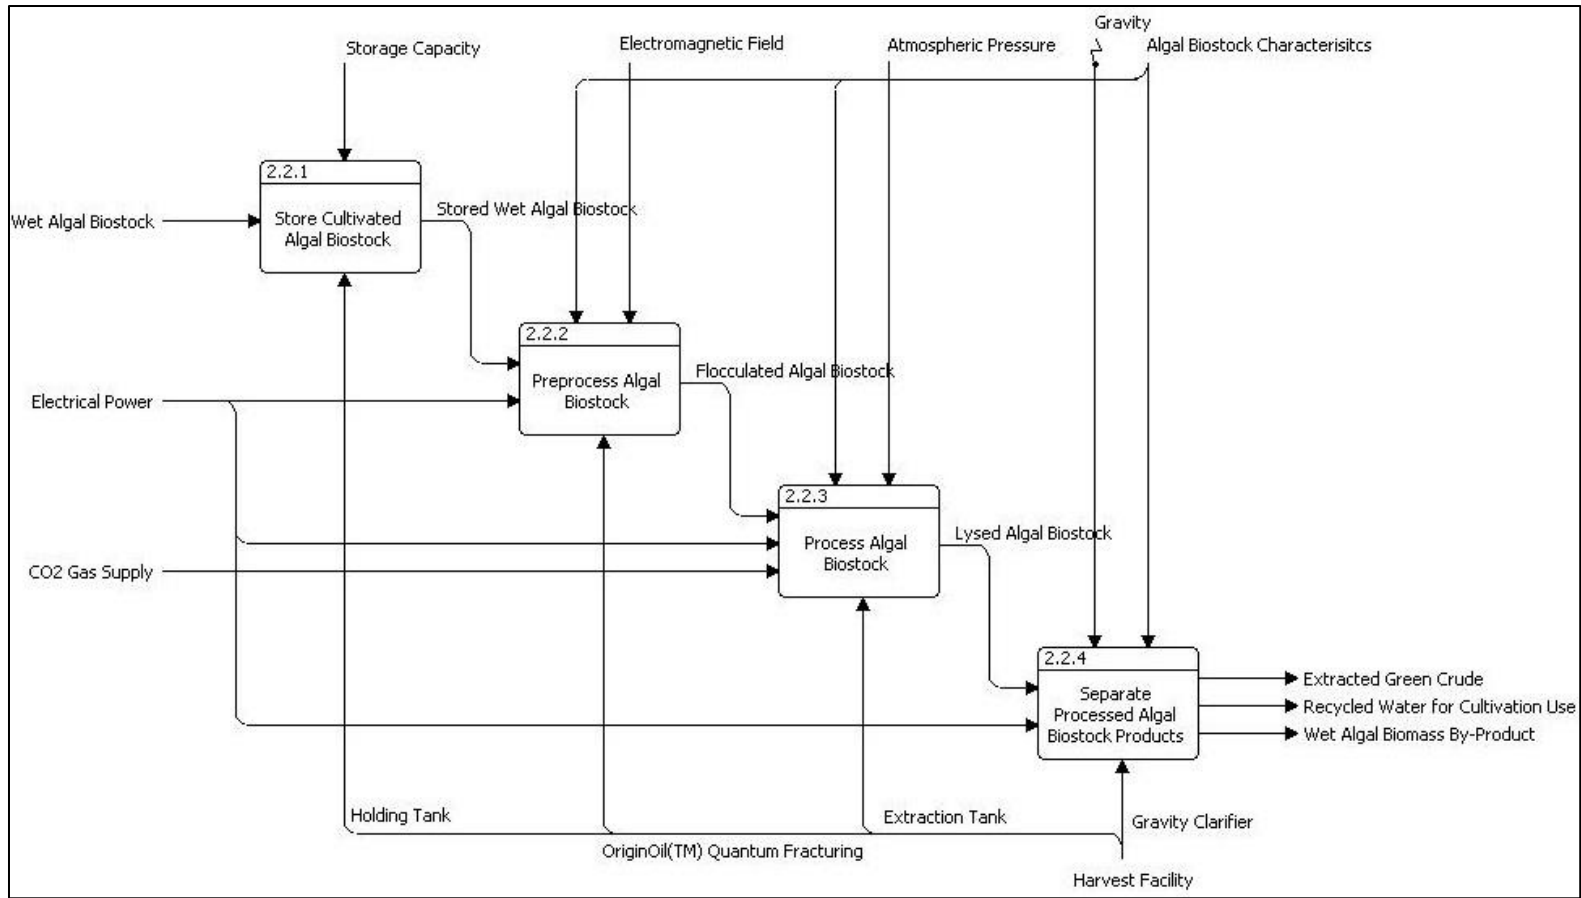 Gravity
Storage Capacity
Electromagnetic Field
Atmospheric Pressure
Algal Biostock Characterisitcs
2.2.1
Store Cultivated
Algal Biostock
Wet Algal Biostock
Stored Wet Algal Biostock
2.2.2
Preprocess Algal
Biostock
Flocculated Algal Biostock
Electrical Power
2.2.3
Process Algal
Biostock
Lysed Algal Biostock
CO2 Gas Supply
2.2.4
Separate
Processed Algal
Biostock Products
Extracted Green Crude
Recycled Water for Cultivation Use
Wet Algal Biomass By-Product
Holding Tank
Extraction Tank
Gravity Clarifier
OriginOil(TM) Quantum Fracturing
Harvest Facility